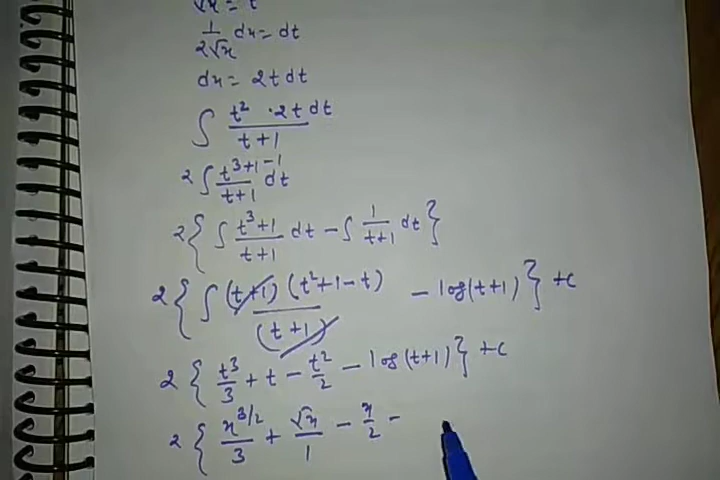 √x = t
1/2√x dx = dt
dx = 2t dt
∫ t² · 2t dt / t+1
2 ∫ t³+1-1 / t+1 dt
2 { ∫ t³+1 / t+1 dt - ∫ 1 / t+1 dt }
2 { ∫ (t+1) (t²+1-t) / (t+1) - log(t+1) } + c
2 { t³/3 + t - t²/2 - log(t+1) } + c
2 { x^3/2 / 3 + √x / 1 - x/2 -